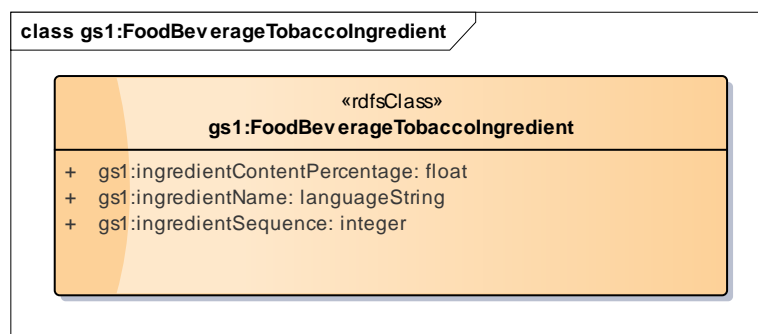 class gs1:FoodBeverageTobaccoIngredient
«rdfsClass»
gs1:FoodBeverageTobaccoIngredient
+ gs1:ingredientContentPercentage: float
+ gs1:ingredientName: languageString
+ gs1:ingredientSequence: integer